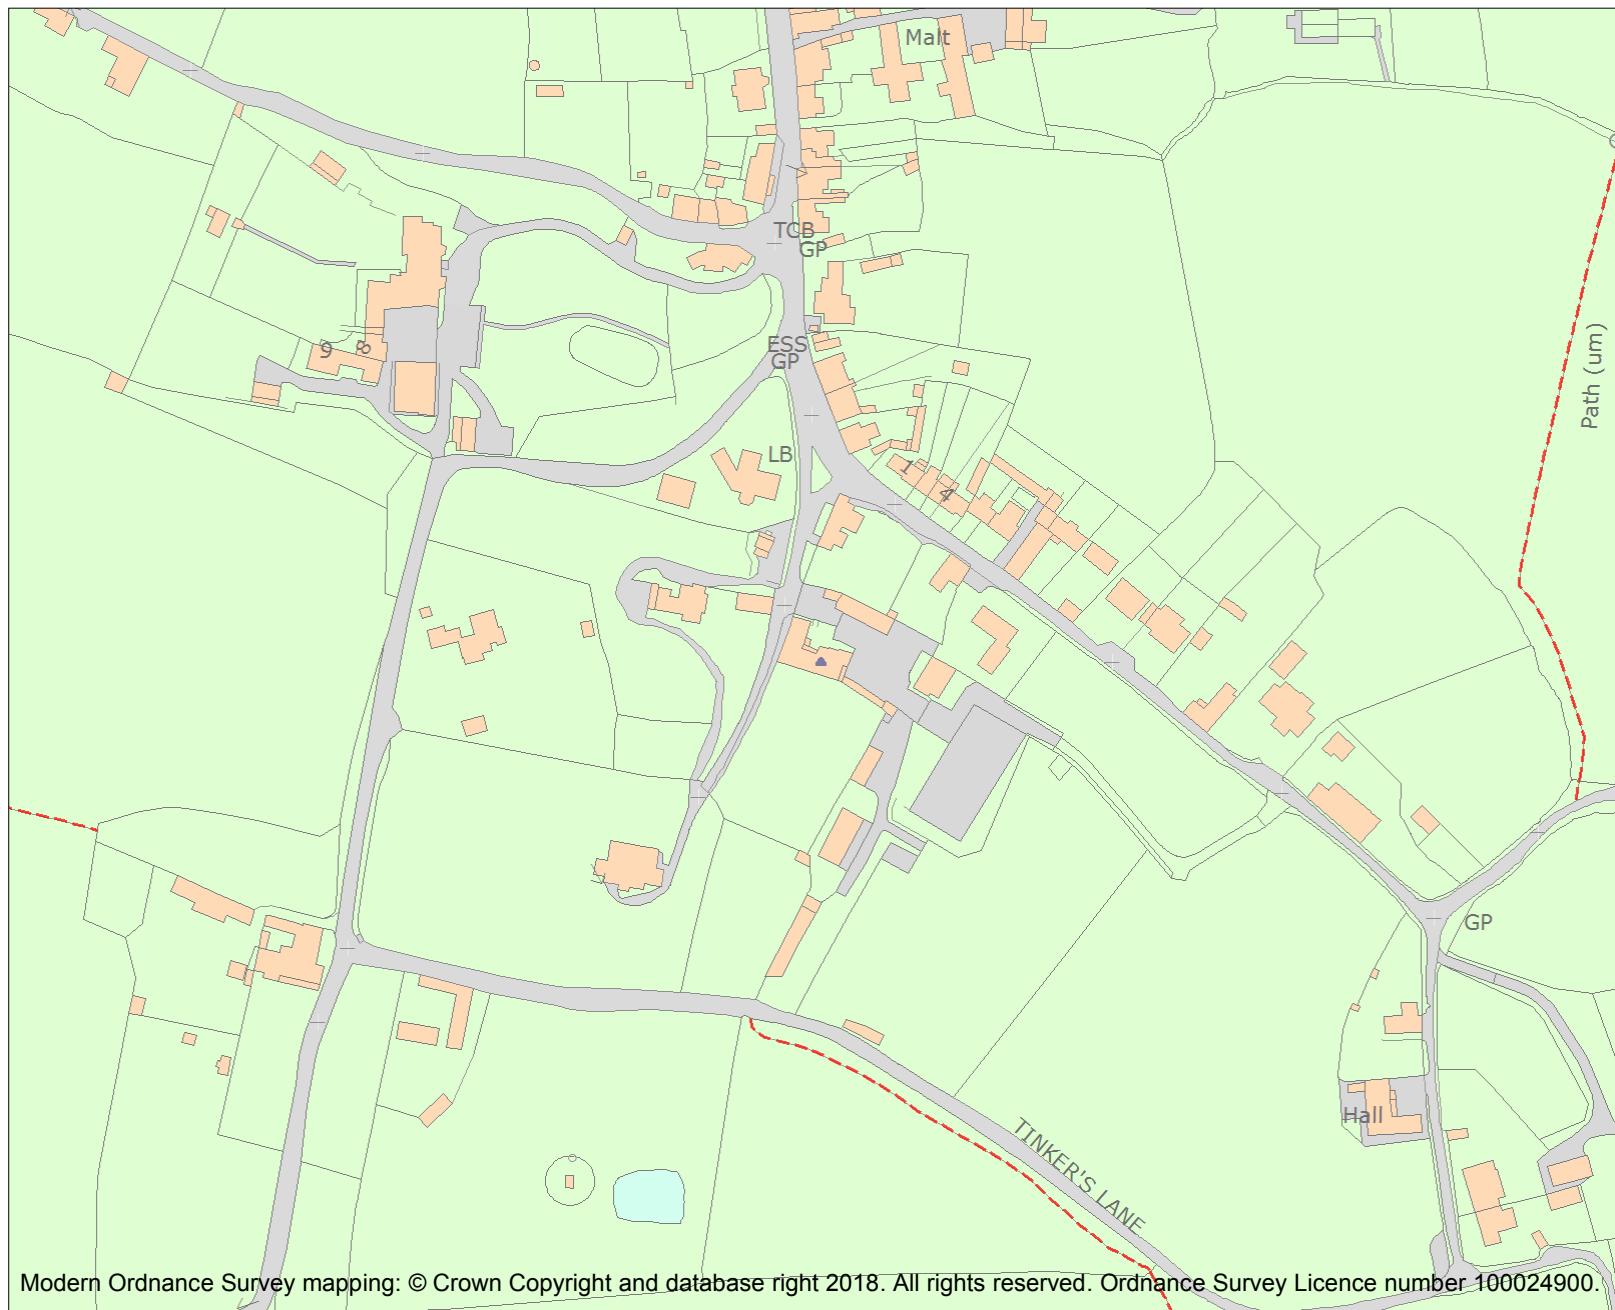 Malt
TCB
GP
Path (um)
ESS
GP
9
8
LB
1
4
GP
Hall
TINKER'S LANE
Modern Ordnance Survey mapping: © Crown Copyright and database right 2018. All rights reserved. Ordnance Survey Licence number 100024900.